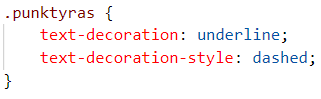 .punktyras {
    text-decoration: underline;
    text-decoration-style: dashed;
}